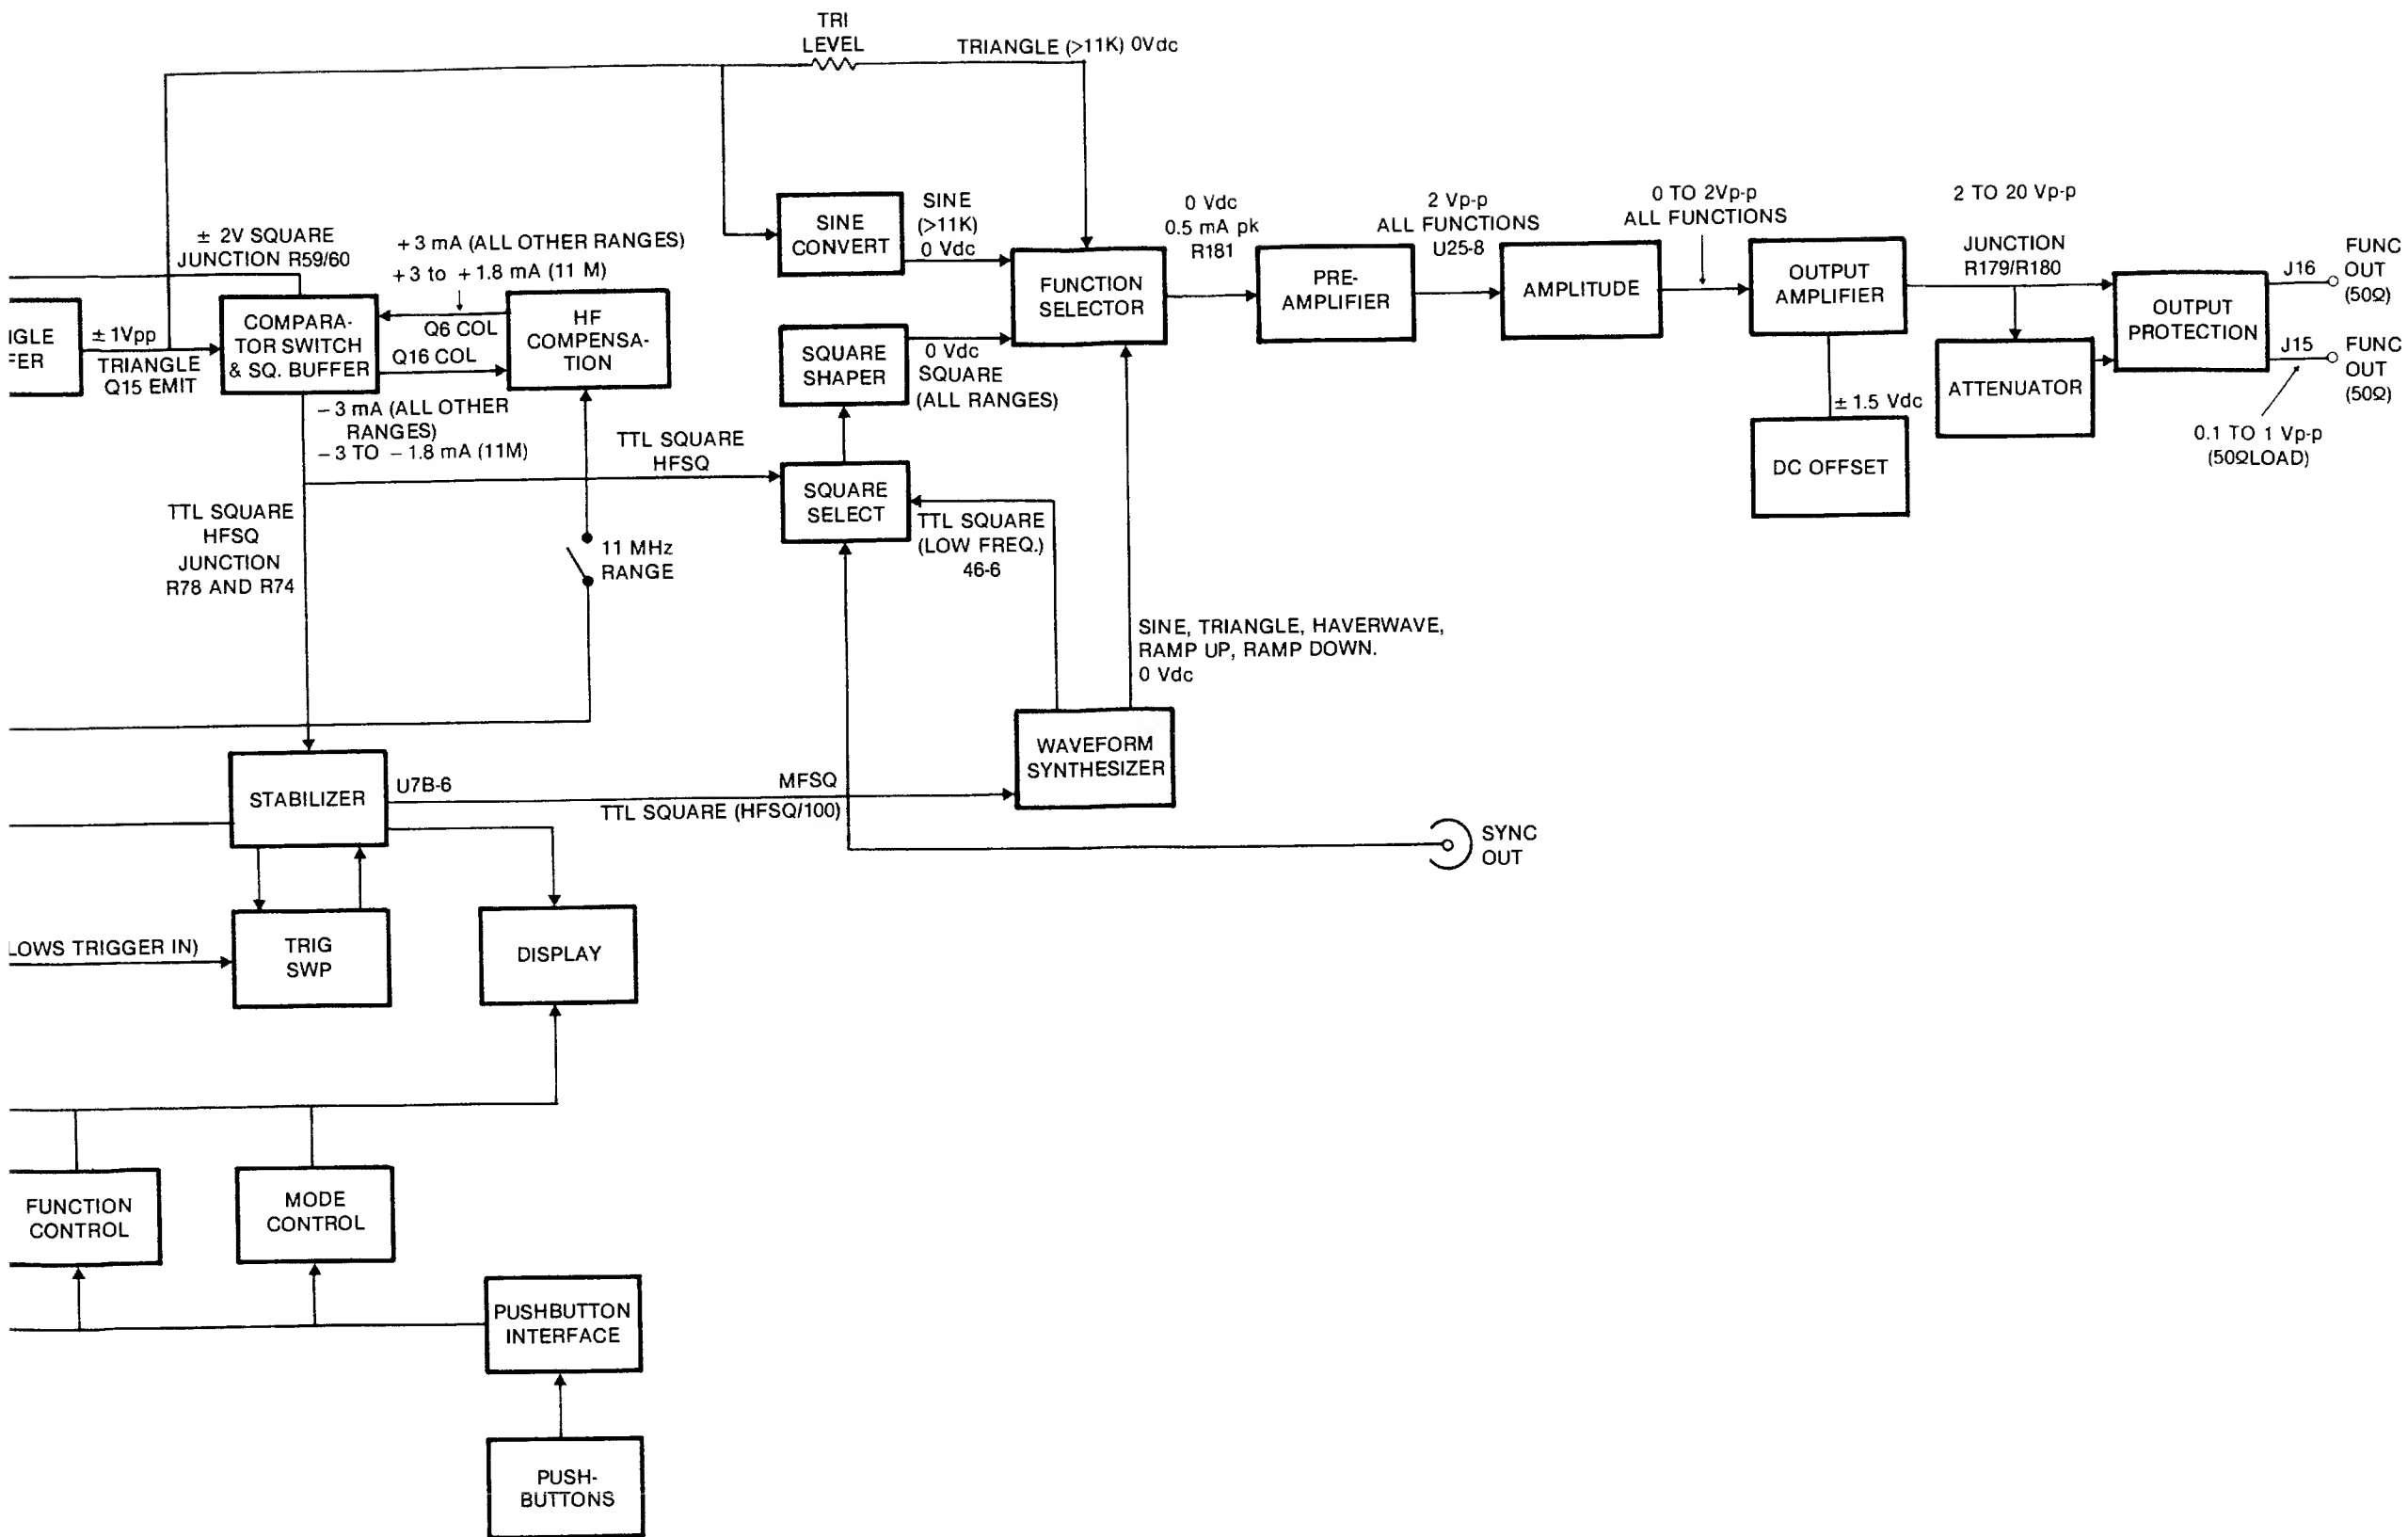 TRI
LEVEL
TRIANGLE (>11K) 0Vdc
± 2V SQUARE
JUNCTION R59/60
+ 3 mA (ALL OTHER RANGES)
+ 3 to + 1.8 mA (11 M)
IGLE
FER
± 1Vpp
TRIANGLE
Q15 EMIT
COMPARA-
TOR SWITCH
& SQ. BUFFER
Q6 COL
Q16 COL
HF
COMPENSA-
TION
– 3 mA (ALL OTHER
RANGES)
– 3 TO – 1.8 mA (11M)
TTL SQUARE
HFSQ
TTL SQUARE
HFSQ
JUNCTION
R78 AND R74
11 MHz
RANGE
SINE
CONVERT
SINE
(>11K)
0 Vdc
SQUARE
SHAPER
0 Vdc
SQUARE
(ALL RANGES)
SQUARE
SELECT
TTL SQUARE
(LOW FREQ.)
46-6
FUNCTION
SELECTOR
0 Vdc
0.5 mA pk
R181
PRE-
AMPLIFIER
2 Vp-p
ALL FUNCTIONS
U25-8
AMPLITUDE
0 TO 2Vp-p
ALL FUNCTIONS
OUTPUT
AMPLIFIER
± 1.5 Vdc
DC OFFSET
2 TO 20 Vp-p
JUNCTION
R179/R180
ATTENUATOR
OUTPUT
PROTECTION
J16
FUNC
OUT
(50Ω)
J15
FUNC
OUT
(50Ω)
0.1 TO 1 Vp-p
(50ΩLOAD)
SINE, TRIANGLE, HAVERWAVE,
RAMP UP, RAMP DOWN.
0 Vdc
WAVEFORM
SYNTHESIZER
STABILIZER
U7B-6
MFSQ
TTL SQUARE (HFSQ/100)
SYNC
OUT
LOWS TRIGGER IN)
TRIG
SWP
DISPLAY
FUNCTION
CONTROL
MODE
CONTROL
PUSHBUTTON
INTERFACE
PUSH-
BUTTONS